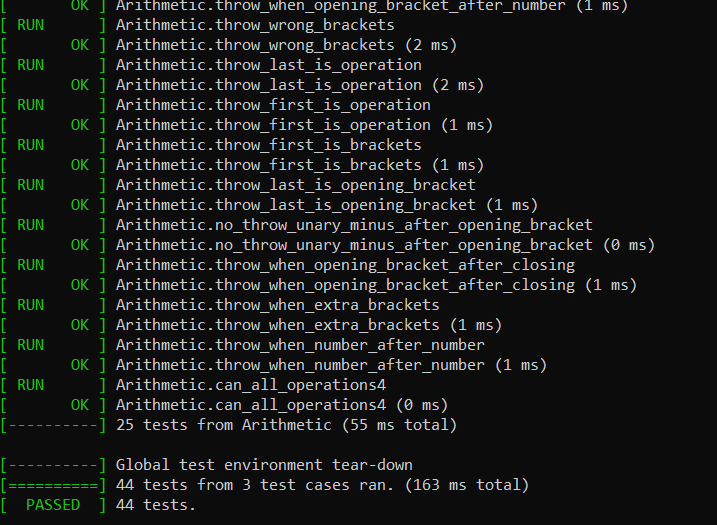 [       OK ] Arithmetic.throw_when_opening_bracket_after_number (1 ms)
[ RUN      ] Arithmetic.throw_wrong_brackets
[       OK ] Arithmetic.throw_wrong_brackets (2 ms)
[ RUN      ] Arithmetic.throw_last_is_operation
[       OK ] Arithmetic.throw_last_is_operation (2 ms)
[ RUN      ] Arithmetic.throw_first_is_operation
[       OK ] Arithmetic.throw_first_is_operation (1 ms)
[ RUN      ] Arithmetic.throw_first_is_brackets
[       OK ] Arithmetic.throw_first_is_brackets (1 ms)
[ RUN      ] Arithmetic.throw_last_is_opening_bracket
[       OK ] Arithmetic.throw_last_is_opening_bracket (1 ms)
[ RUN      ] Arithmetic.no_throw_unary_minus_after_opening_bracket
[       OK ] Arithmetic.no_throw_unary_minus_after_opening_bracket (0 ms)
[ RUN      ] Arithmetic.throw_when_opening_bracket_after_closing
[       OK ] Arithmetic.throw_when_opening_bracket_after_closing (1 ms)
[ RUN      ] Arithmetic.throw_when_extra_brackets
[       OK ] Arithmetic.throw_when_extra_brackets (1 ms)
[ RUN      ] Arithmetic.throw_when_number_after_number
[       OK ] Arithmetic.throw_when_number_after_number (1 ms)
[ RUN      ] Arithmetic.can_all_operations4
[       OK ] Arithmetic.can_all_operations4 (0 ms)
[----------] 25 tests from Arithmetic (55 ms total)
[----------] Global test environment tear-down
[==========] 44 tests from 3 test cases ran. (163 ms total)
[  PASSED  ] 44 tests.